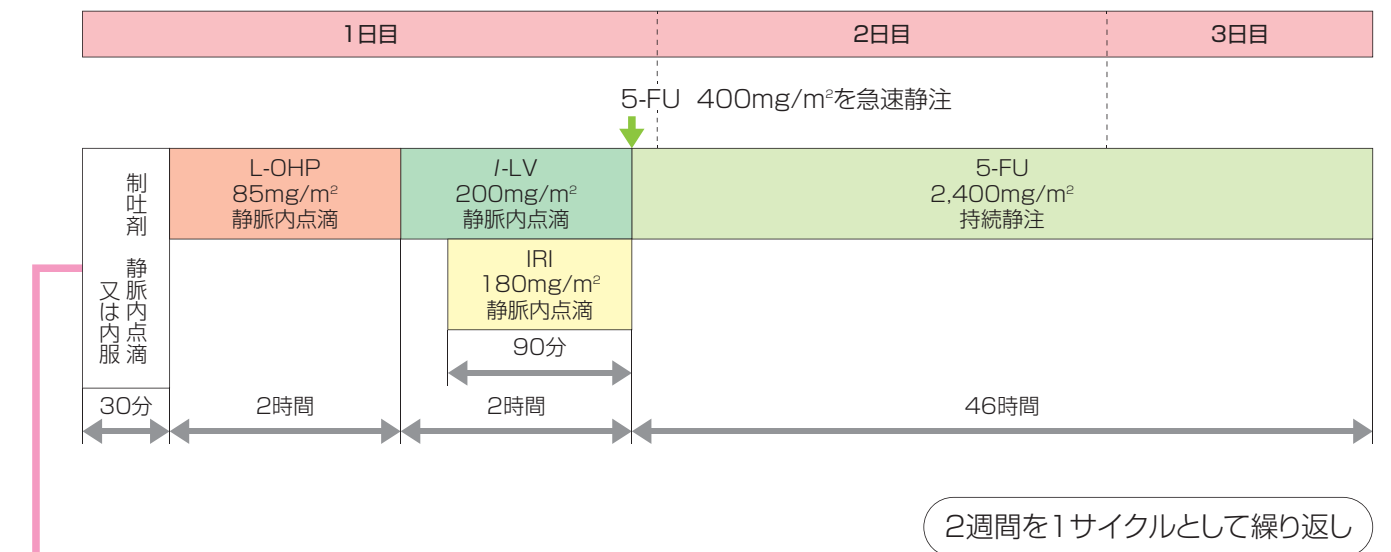 1日目
2日目
3日目
5-FU 400mg/m²を急速静注
制吐剤 静脈内点滴
又は内服
L-OHP
85mg/m²
静脈内点滴
l-LV
200mg/m²
静脈内点滴
5-FU
2,400mg/m²
持続静注
IRI
180mg/m²
静脈内点滴
90分
30分
2時間
2時間
46時間
2週間を1サイクルとして繰り返し